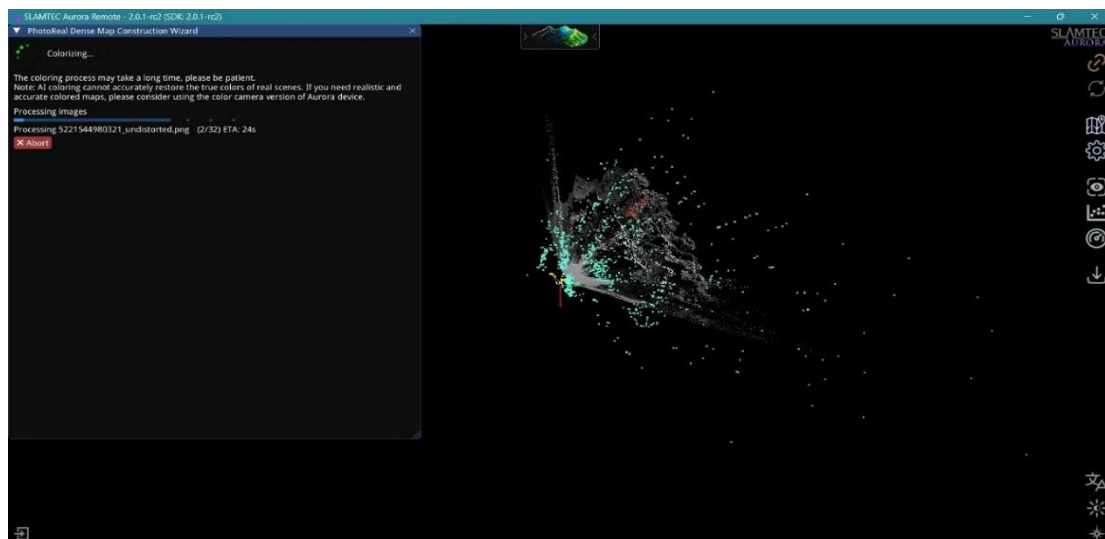 SLAMTEC Aurora Remote - 2.0.1-rc2 (SDK: 2.0.1-rc2)
PhotoReal Dense Map Construction Wizard
Colorizing...
The coloring process may take a long time, please be patient.
Note: AI coloring cannot accurately restore the true colors of real scenes. If you need realistic and
accurate colored maps, please consider using the color camera version of Aurora device.
Processing images
Processing 5221544980321_undistorted.png (2/32) ETA: 24s
Abort
SLAMTEC
AURORA
文A